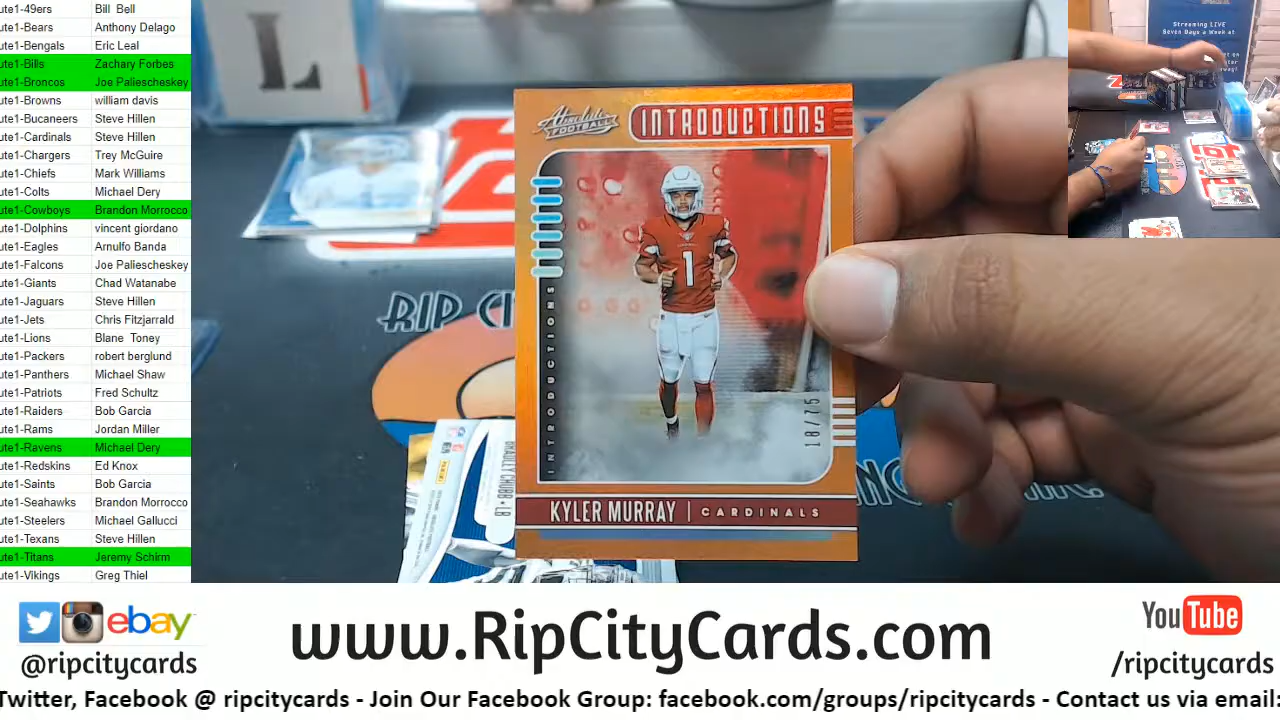 ute1-49ers Bill Bell
ute1-Bears Anthony Delago
ute1-Bengals Eric Leal
ute1-Bills Zachary Forbes
ute1-Broncos Joe Paliescheskey
ute1-Browns william davis
ute1-Bucaneers Steve Hillen
ute1-Cardinals Steve Hillen
ute1-Chargers Trey McGuire
ute1-Chiefs Mark Williams
ute1-Colts Michael Dery
ute1-Cowboys Brandon Morrocco
ute1-Dolphins vincent giordano
ute1-Eagles Arnulfo Banda
ute1-Falcons Joe Paliescheskey
ute1-Giants Chad Watanabe
ute1-Jaguars Steve Hillen
ute1-Jets Chris Fitzjarrald
ute1-Lions Blane Toney
ute1-Packers robert berglund
ute1-Panthers Michael Shaw
ute1-Patriots Fred Schultz
ute1-Raiders Bob Garcia
ute1-Rams Jordan Miller
ute1-Ravens Michael Dery
ute1-Redskins Ed Knox
ute1-Saints Bob Garcia
ute1-Seahawks Brandon Morrocco
ute1-Steelers Michael Gallucci
ute1-Texans Steve Hillen
ute1-Titans Jeremy Schirm
ute1-Vikings Greg Thiel
L
Absolute FOOTBALL
INTRODUCTIONS
1
INTRODUCTIONS
18/75
KYLER MURRAY | CARDINALS
RIP CI
BRADLEY CHUBB • LB
Streaming LIVE
Seven Days a Week at
ebay
@ripcitycards
www.RipCityCards.com
YouTube
/ripcitycards
Twitter, Facebook @ ripcitycards - Join Our Facebook Group: facebook.com/groups/ripcitycards - Contact us via email: